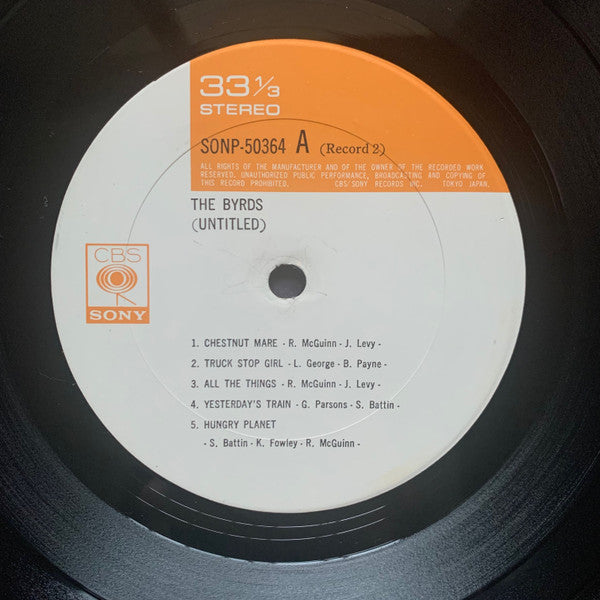 33 1/3
STEREO
SONP-50364 A (Record 2)
ALL RIGHTS OF THE MANUFACTURER AND OF THE OWNER OF THE RECORDED WORK
RESERVED. UNAUTHORIZED PUBLIC PERFORMANCE, BROADCASTING AND COPYING OF
THIS RECORD PROHIBITED. CBS/SONY RECORDS INC. TOKYO JAPAN.
THE BYRDS
(UNTITLED)
CBS
SONY
1. CHESTNUT MARE - R. McGuinn - J. Levy -
2. TRUCK STOP GIRL - L. George - B. Payne -
3. ALL THE THINGS - R. McGuinn - J. Levy -
4. YESTERDAY'S TRAIN - G. Parsons - S. Battin -
5. HUNGRY PLANET
- S. Battin - K. Fowley - R. McGuinn -